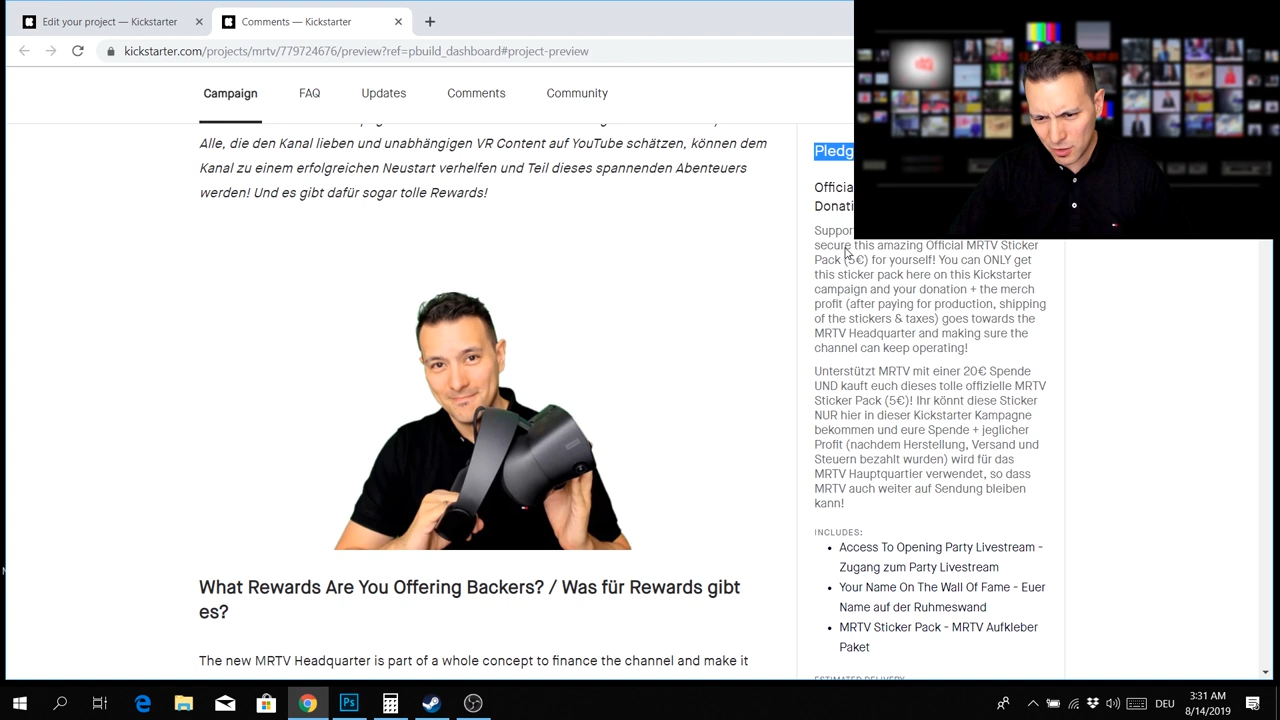 Edit your project — Kickstarter
Comments — Kickstarter
kickstarter.com/projects/mrtv/779724676/preview?ref=pbuild_dashboard#project-preview
Campaign
FAQ
Updates
Comments
Community
Alle, die den Kanal lieben und unabhängigen VR Content auf YouTube schätzen, können dem
Kanal zu einem erfolgreichen Neustart verhelfen und Teil dieses spannenden Abenteuers
werden! Und es gibt dafür sogar tolle Rewards!
What Rewards Are You Offering Backers? / Was für Rewards gibt
es?
The new MRTV Headquarter is part of a whole concept to finance the channel and make it
Pledg
Officia
Donati
Suppor
secure this amazing Official MRTV Sticker
Pack (5€) for yourself! You can ONLY get
this sticker pack here on this Kickstarter
campaign and your donation + the merch
profit (after paying for production, shipping
of the stickers & taxes) goes towards the
MRTV Headquarter and making sure the
channel can keep operating!
Unterstützt MRTV mit einer 20€ Spende
UND kauft euch dieses tolle offizielle MRTV
Sticker Pack (5€)! Ihr könnt diese Sticker
NUR hier in dieser Kickstarter Kampagne
bekommen und eure Spende + jeglicher
Profit (nachdem Herstellung, Versand und
Steuern bezahlt wurden) wird für das
MRTV Hauptquartier verwendet, so dass
MRTV auch weiter auf Sendung bleiben
kann!
INCLUDES:
Access To Opening Party Livestream -
Zugang zum Party Livestream
Your Name On The Wall Of Fame - Euer
Name auf der Ruhmeswand
MRTV Sticker Pack - MRTV Aufkleber
Paket
ESTIMATED DELIVERY
DEU
3:31 AM
8/14/2019